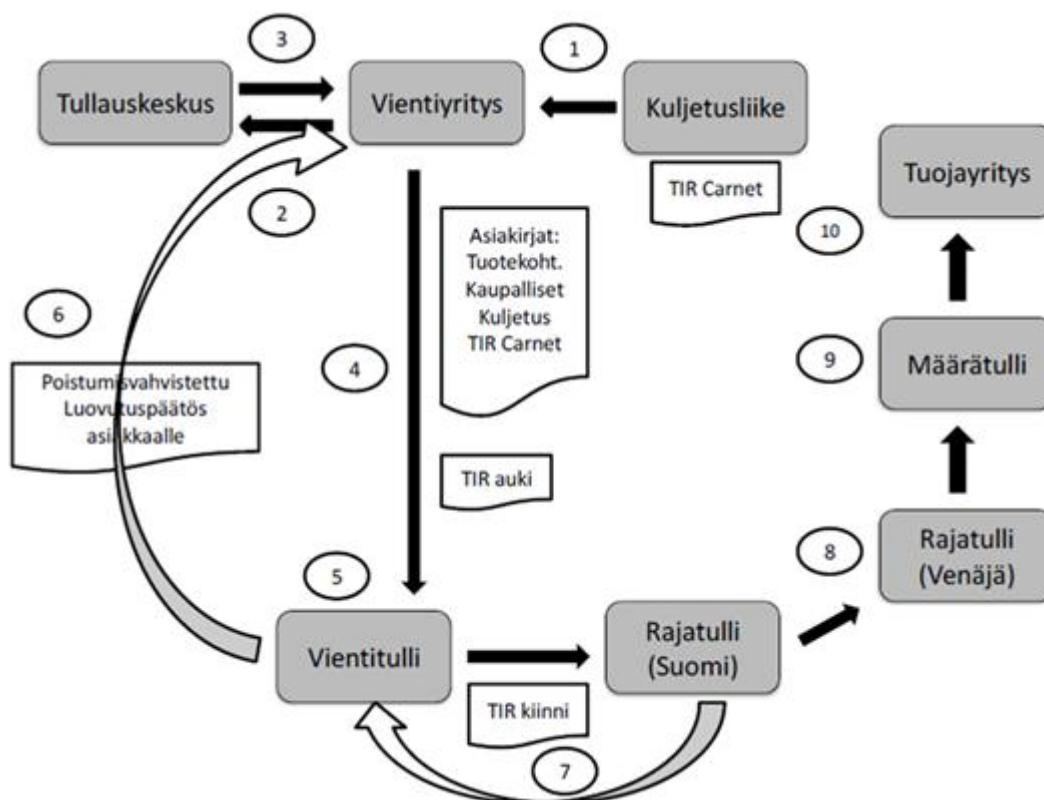 3
1
Tullauskeskus
Vientiyritys
Kuljetusliike
TIR Carnet
Tuojayritys
2
10
Asiakirjat:
Tuotekoht.
Kaupalliset
Kuljetus
TIR Carnet
6
4
9
Määrätulli
Poistumisvahvistettu
Luovutuspäätös
asiakkaalle
TIR auki
8
Rajatulli
(Venäjä)
5
Vientitulli
Rajatulli
(Suomi)
TIR kiinni
7